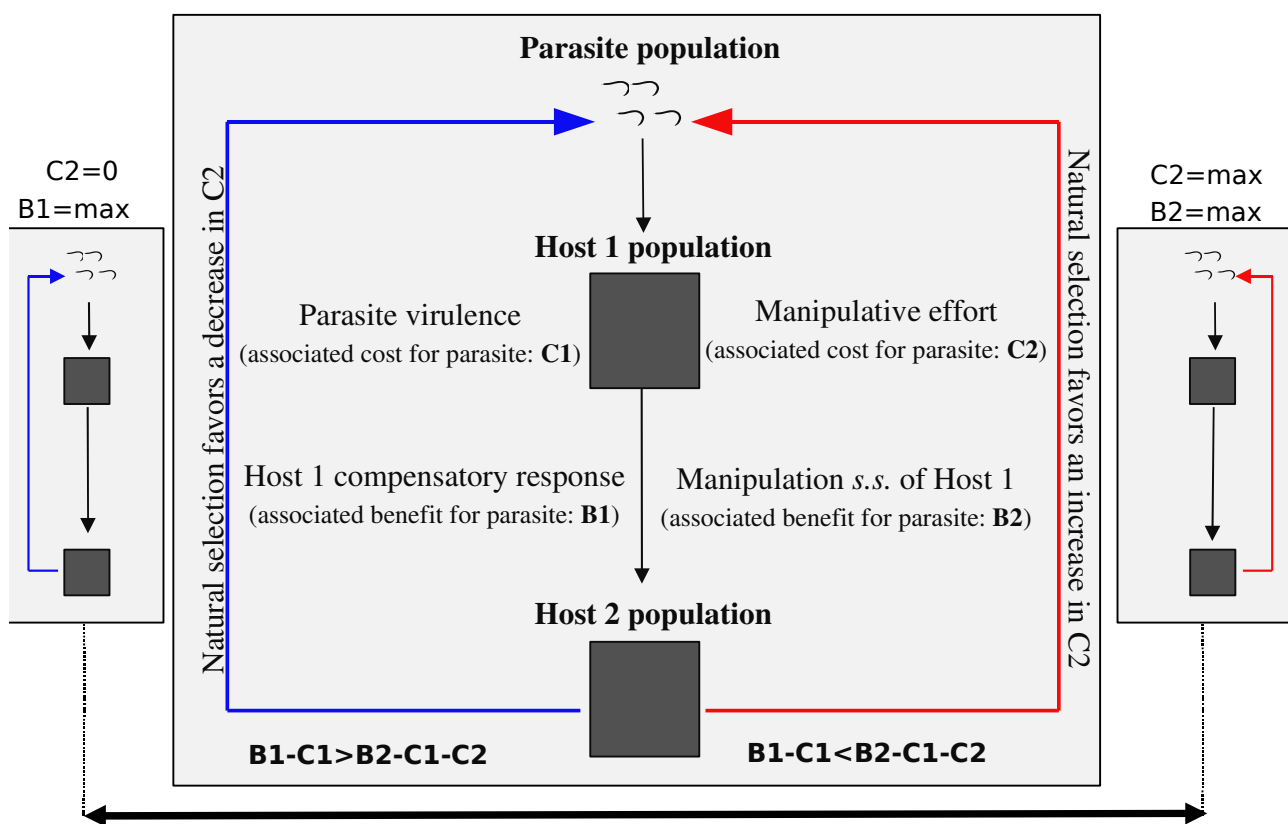 Parasite population
C2=0
B1=max
Natural selection favors a decrease in C2
Host 1 population
Parasite virulence
(associated cost for parasite: C1)
Manipulative effort
(associated cost for parasite: C2)
Host 1 compensatory response
(associated benefit for parasite: B1)
Manipulation s.s. of Host 1
(associated benefit for parasite: B2)
Host 2 population
B1-C1>B2-C1-C2
B1-C1<B2-C1-C2
Natural selection favors an increase in C2
C2=max
B2=max